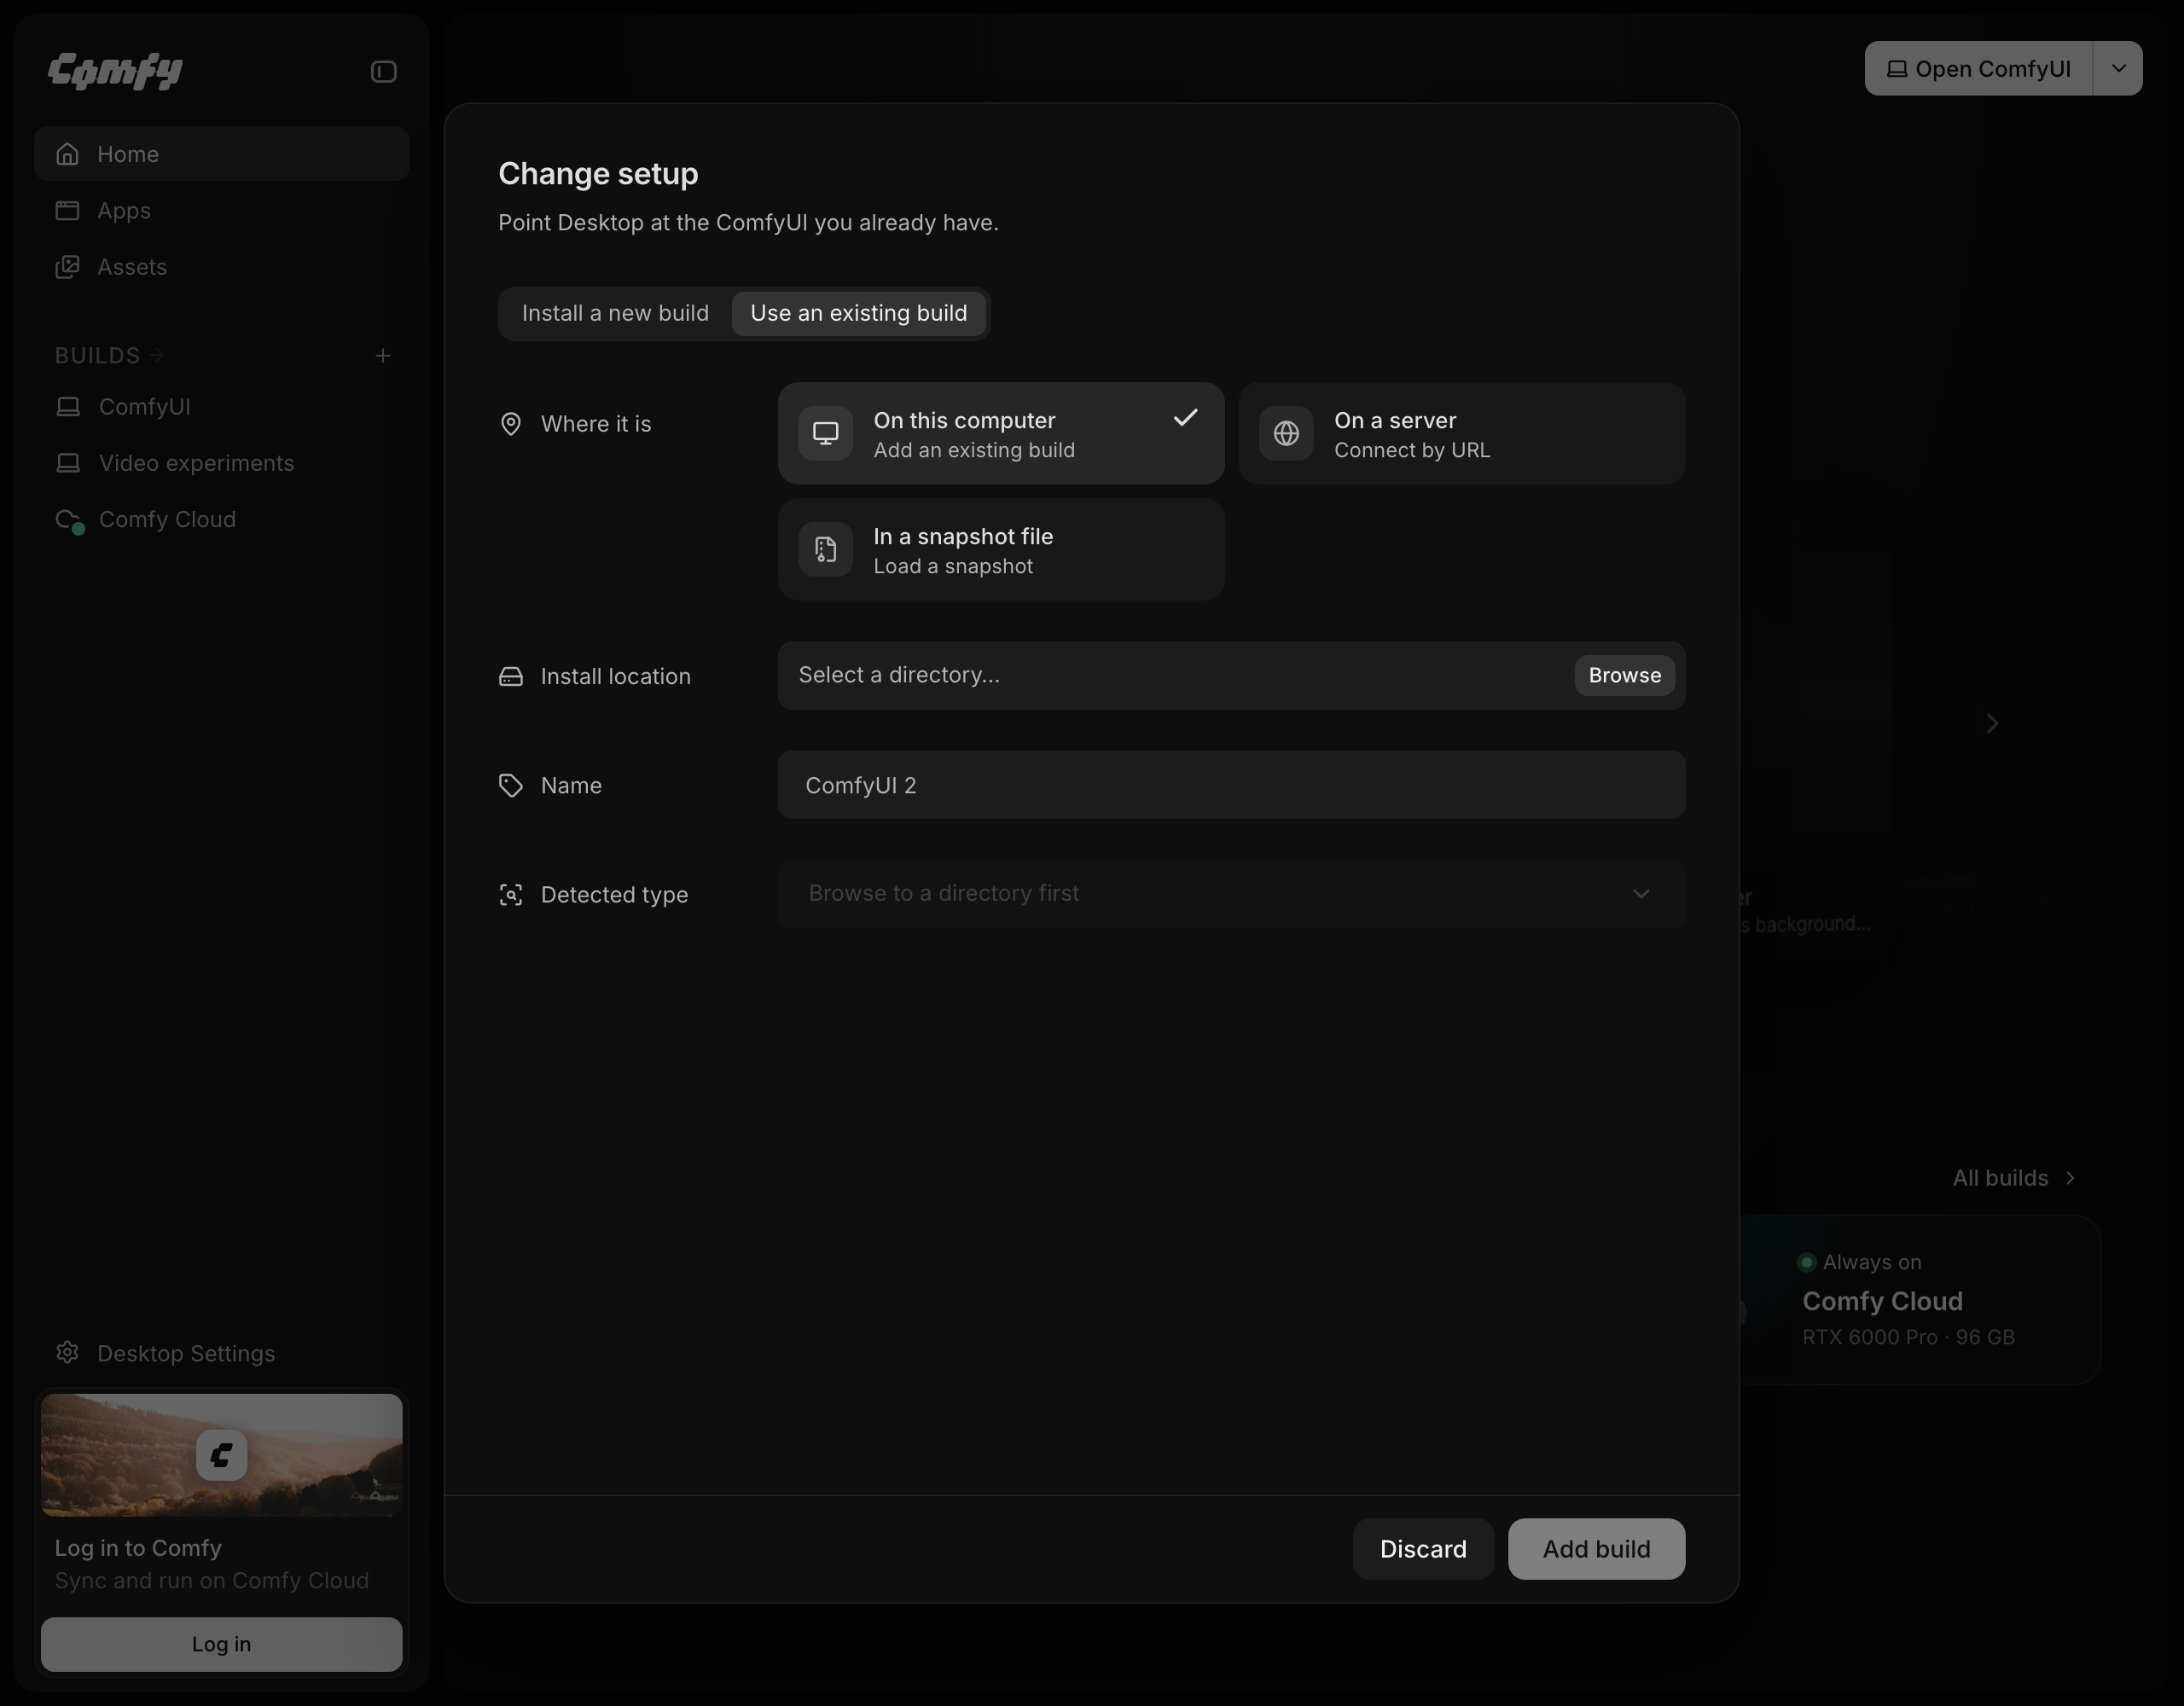 Comfy
Open ComfyUI
Home
Apps
Assets
BUILDS
ComfyUI
Video experiments
Comfy Cloud
Change setup
Point Desktop at the ComfyUI you already have.
Install a new build
Use an existing build
Where it is
On this computer
Add an existing build
On a server
Connect by URL
In a snapshot file
Load a snapshot
Install location
Select a directory...
Browse
Name
ComfyUI 2
Detected type
Browse to a directory first
s background...
All builds
Always on
Comfy Cloud
RTX 6000 Pro · 96 GB
Desktop Settings
Log in to Comfy
Sync and run on Comfy Cloud
Log in
Discard
Add build